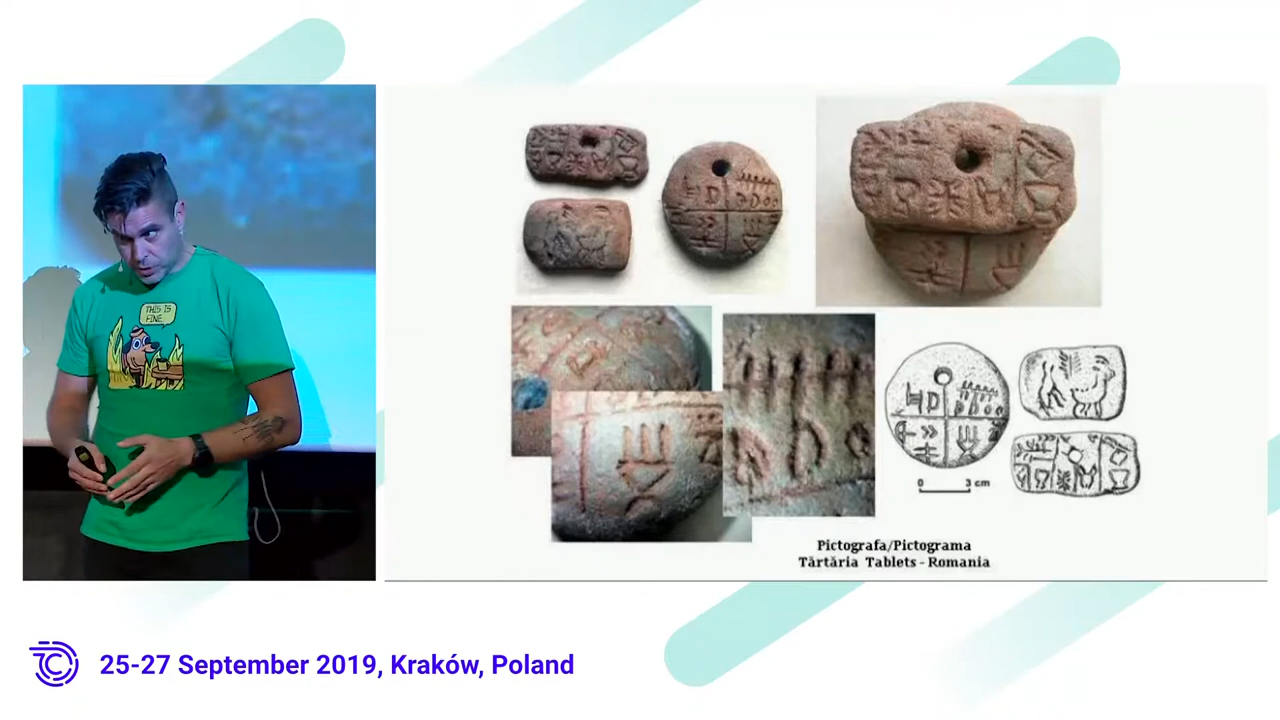 THIS IS
FINE.
0 3 cm
Pictografa/Pictograma
Tărtăria Tablets - Romania
25-27 September 2019, Kraków, Poland